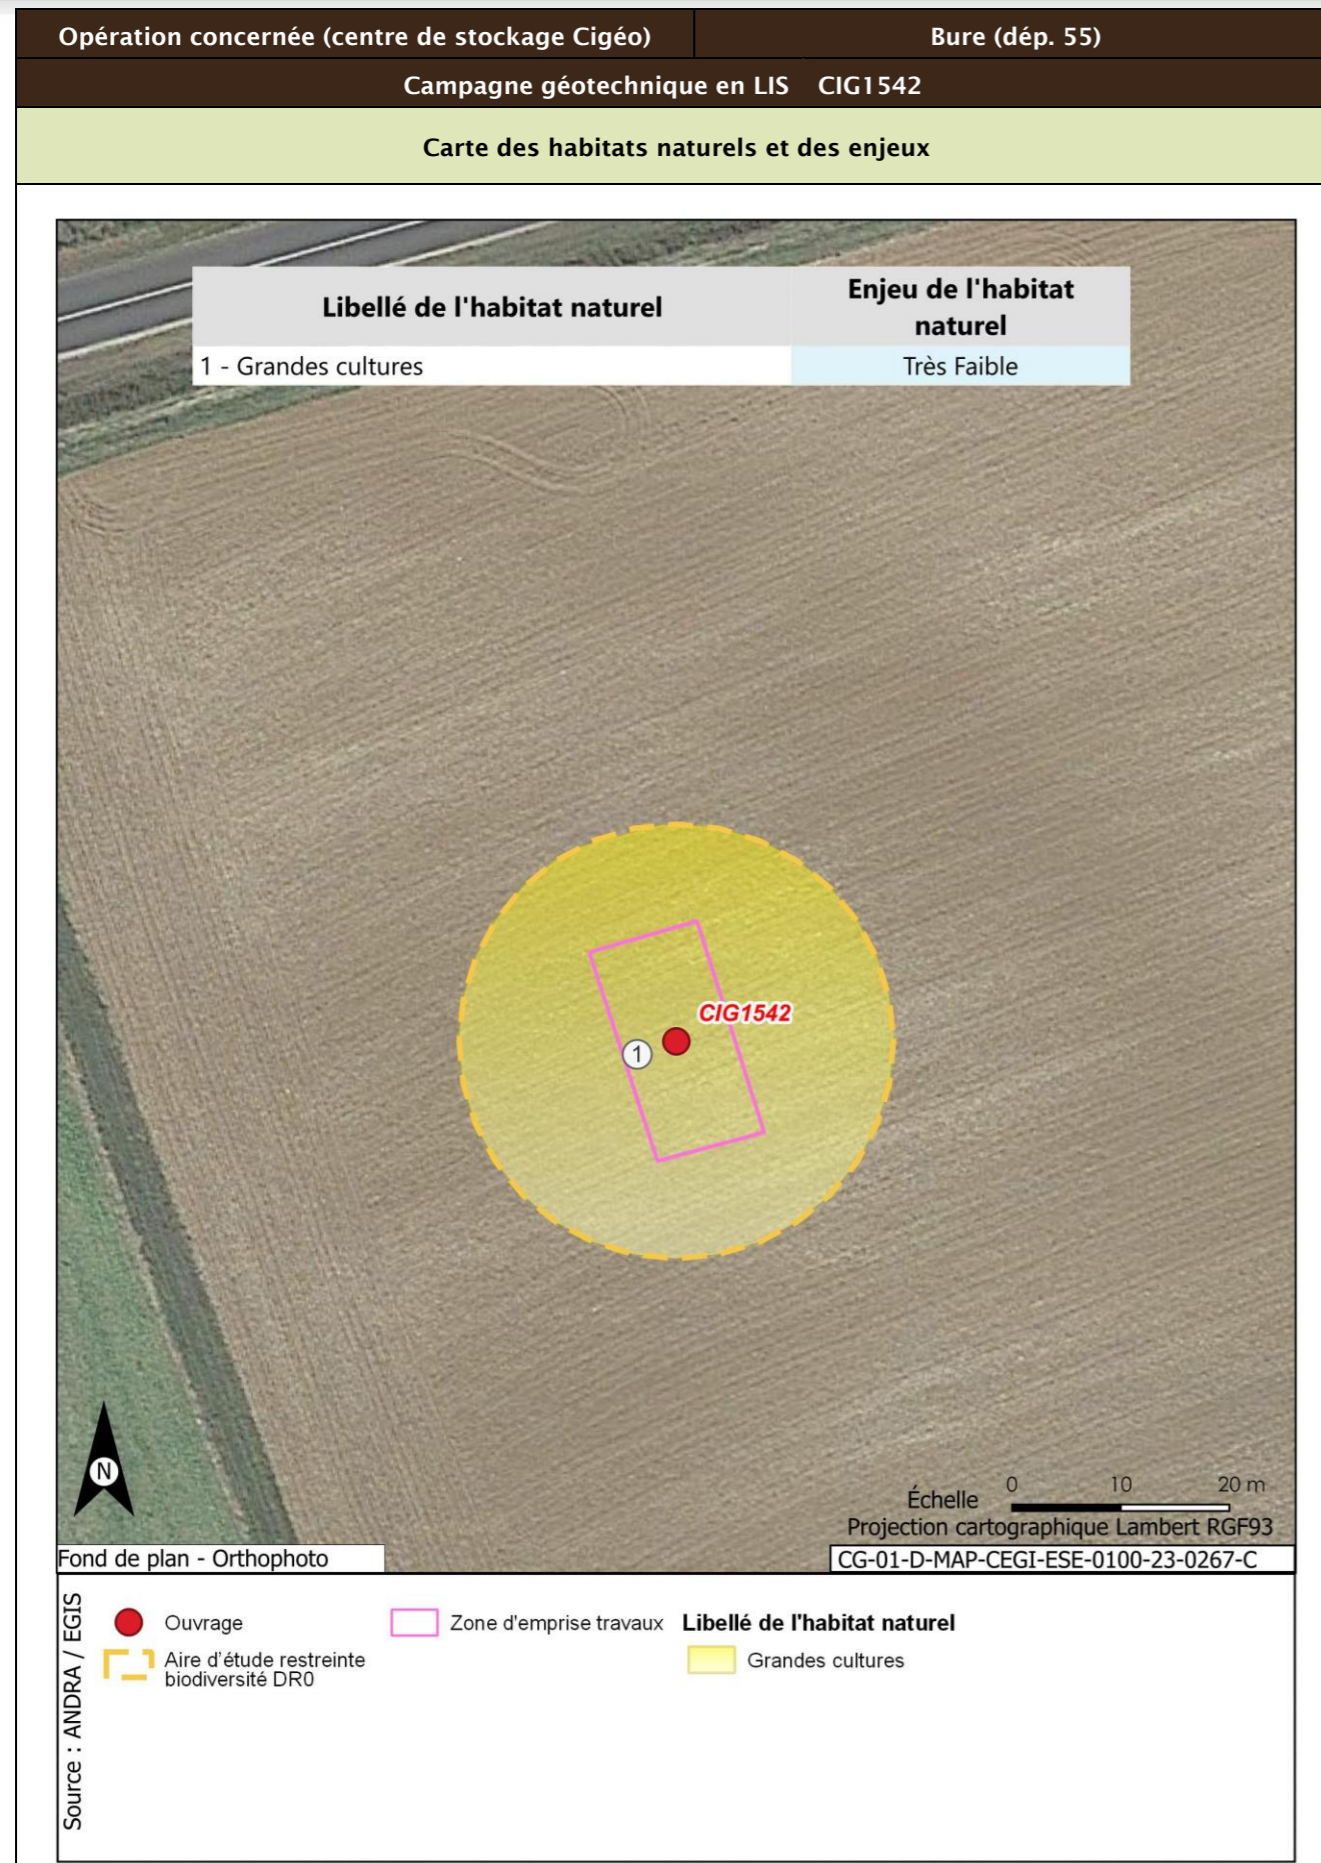 Opération concernée (centre de stockage Cigéo) Bure (dép. 55)
Campagne géotechnique en LIS CIG1542
Carte des habitats naturels et des enjeux
Libellé de l'habitat naturel
Enjeu de l'habitat
naturel
1 - Grandes cultures Très Faible
CIG1542
1
N
Échelle 0 10 20 m
Projection cartographique Lambert RGF93
Fond de plan - Orthophoto
CG-01-D-MAP-CEGI-ESE-0100-23-0267-C
Source : ANDRA / EGIS
Ouvrage
Aire d'étude restreinte
biodiversité DR0
Zone d'emprise travaux
Libellé de l'habitat naturel
Grandes cultures